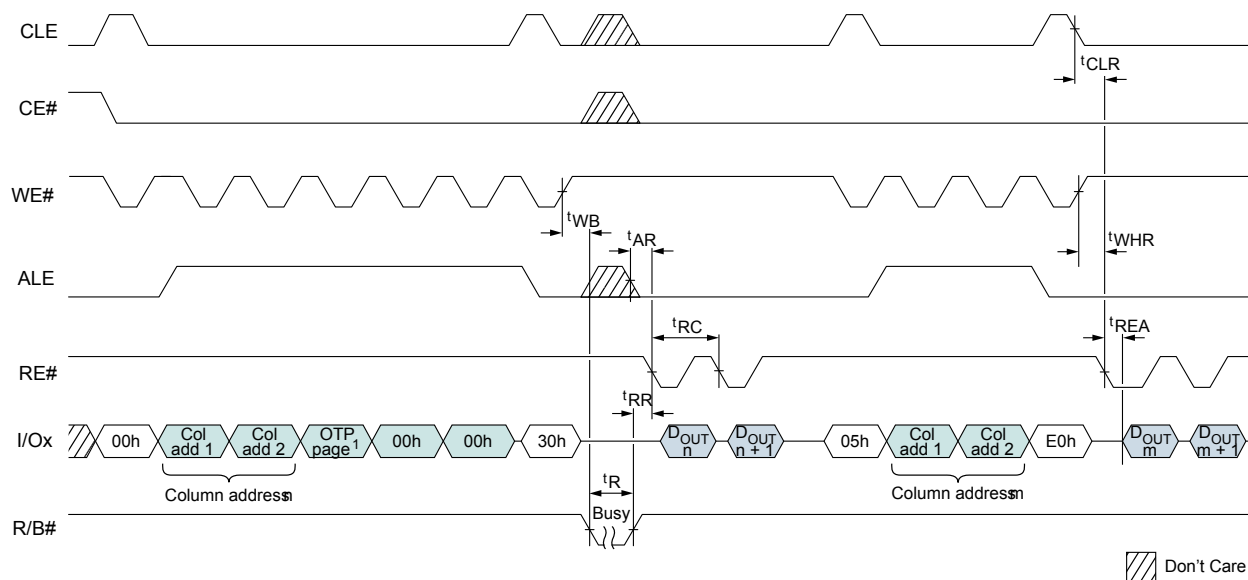 CLE
tCLR
CE#
WE#
tWB
tAR
tWHR
ALE
tRC
tREA
RE#
tRR
I/Ox
00h
Col add 1
Col add 2
OTP page1
00h
00h
30h
DOUT n
DOUT n + 1
05h
Col add 1
Col add 2
E0h
DOUT m
DOUT m + 1
Column address n
tR
Column address m
R/B#
Busy
Don't Care